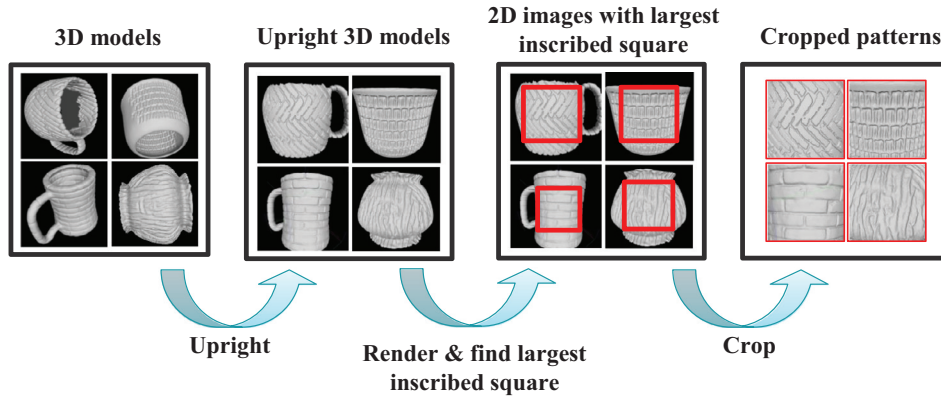 3D models
Upright 3D models
2D images with largest
inscribed square
Cropped patterns
Upright
Render & find largest
inscribed square
Crop